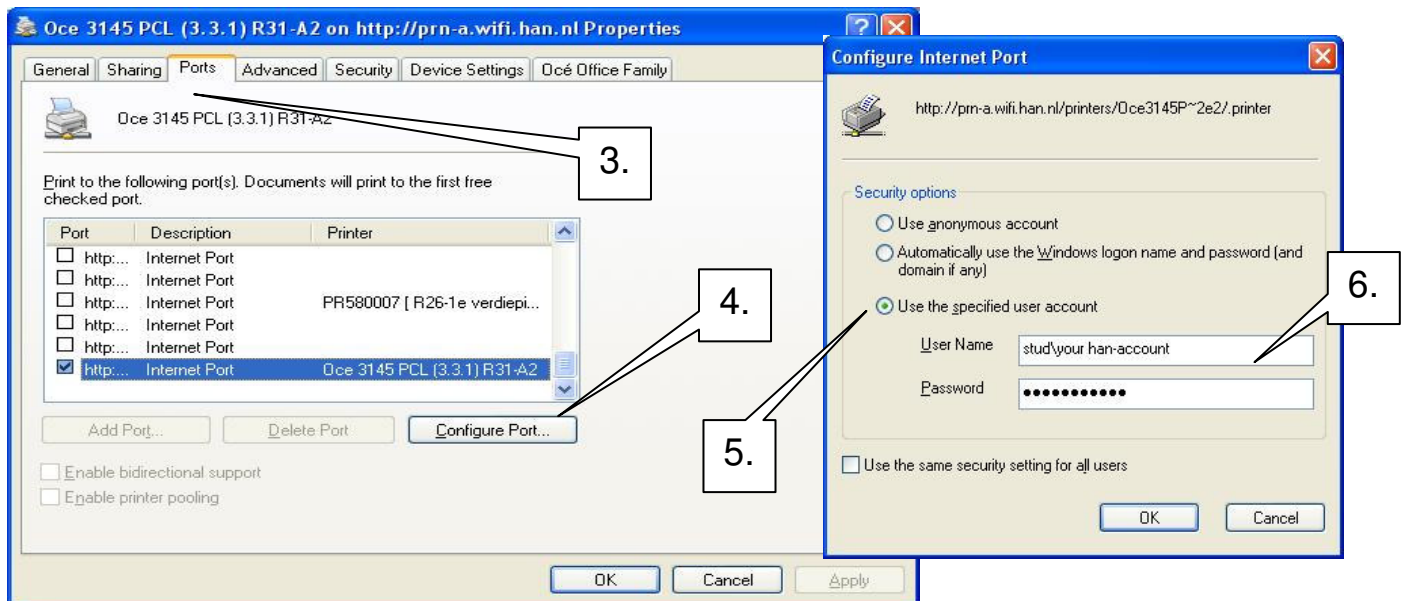 Oce 3145 PCL (3.3.1) R31-A2 on http://prn-a.wifi.han.nl Properties
General Sharing Ports Advanced Security Device Settings Océ Office Family
Oce 3145 PCL (3.3.1) R31-A2
3.
Print to the following port(s). Documents will print to the first free
checked port.
Port Description Printer
http:... Internet Port
http:... Internet Port
http:... Internet Port PR580007 [ R26-1e verdiepi...
http:... Internet Port
http:... Internet Port
http:... Internet Port Oce 3145 PCL (3.3.1) R31-A2
4.
Add Port... Delete Port Configure Port...
Enable bidirectional support
Enable printer pooling
OK Cancel Apply
Configure Internet Port
http://prn-a.wifi.han.nl/printers/Oce3145P~2e2/.printer
Security options
Use anonymous account
Automatically use the Windows logon name and password (and
domain if any)
Use the specified user account
6.
User Name stud\your han-account
Password •••••••••••
5.
Use the same security setting for all users
OK Cancel